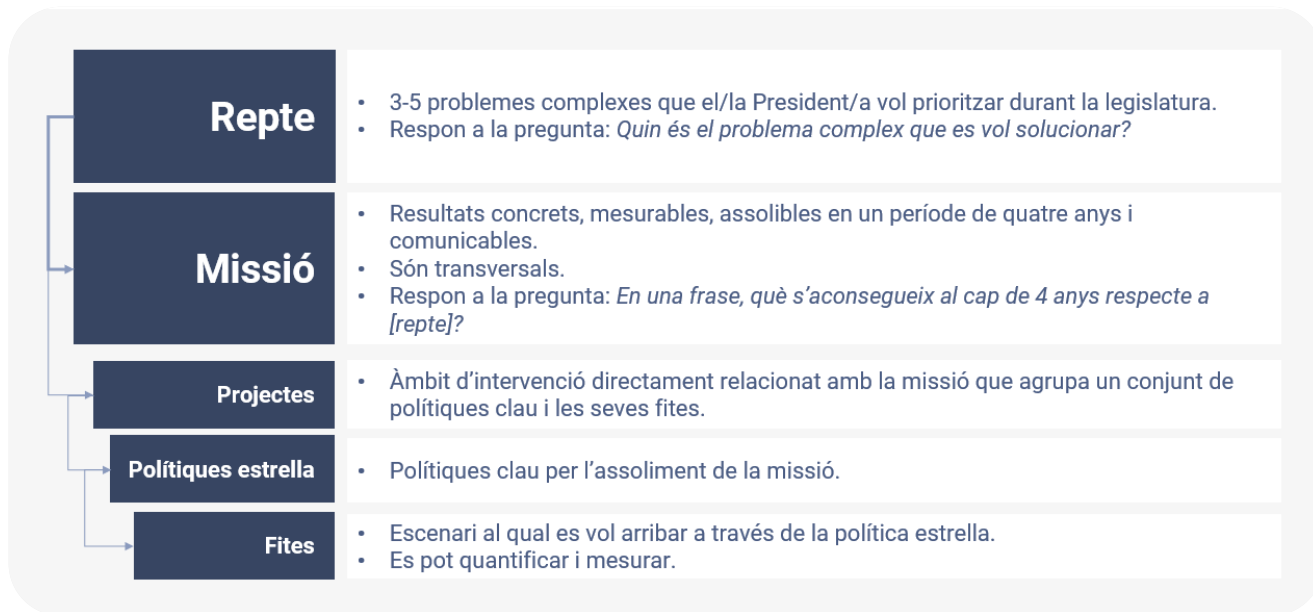 Repte
• 3-5 problemes complexes que el/la President/a vol prioritzar durant la legislatura.
• Respon a la pregunta: Quin és el problema complex que es vol solucionar?
Missió
• Resultats concrets, mesurables, assolibles en un període de quatre anys i
comunicables.
• Són transversals.
• Respon a la pregunta: En una frase, què s’aconsegueix al cap de 4 anys respecte a
[repte]?
Projectes
• Àmbit d’intervenció directament relacionat amb la missió que agrupa un conjunt de
polítiques clau i les seves fites.
Polítiques estrella
• Polítiques clau per l’assoliment de la missió.
Fites
• Escenari al qual es vol arribar a través de la política estrella.
• Es pot quantificar i mesurar.